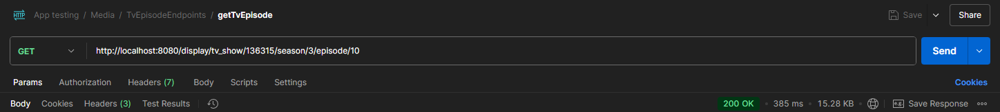 HTTP App testing / Media / TvEpisodeEndpoints / getTvEpisode Save Share
GET http://localhost:8080/display/tv_show/136315/season/3/episode/10 Send
Params Authorization Headers (7) Body Scripts Settings Cookies
Body Cookies Headers (3) Test Results 200 OK • 385 ms • 15.28 KB • e.g. Save Response